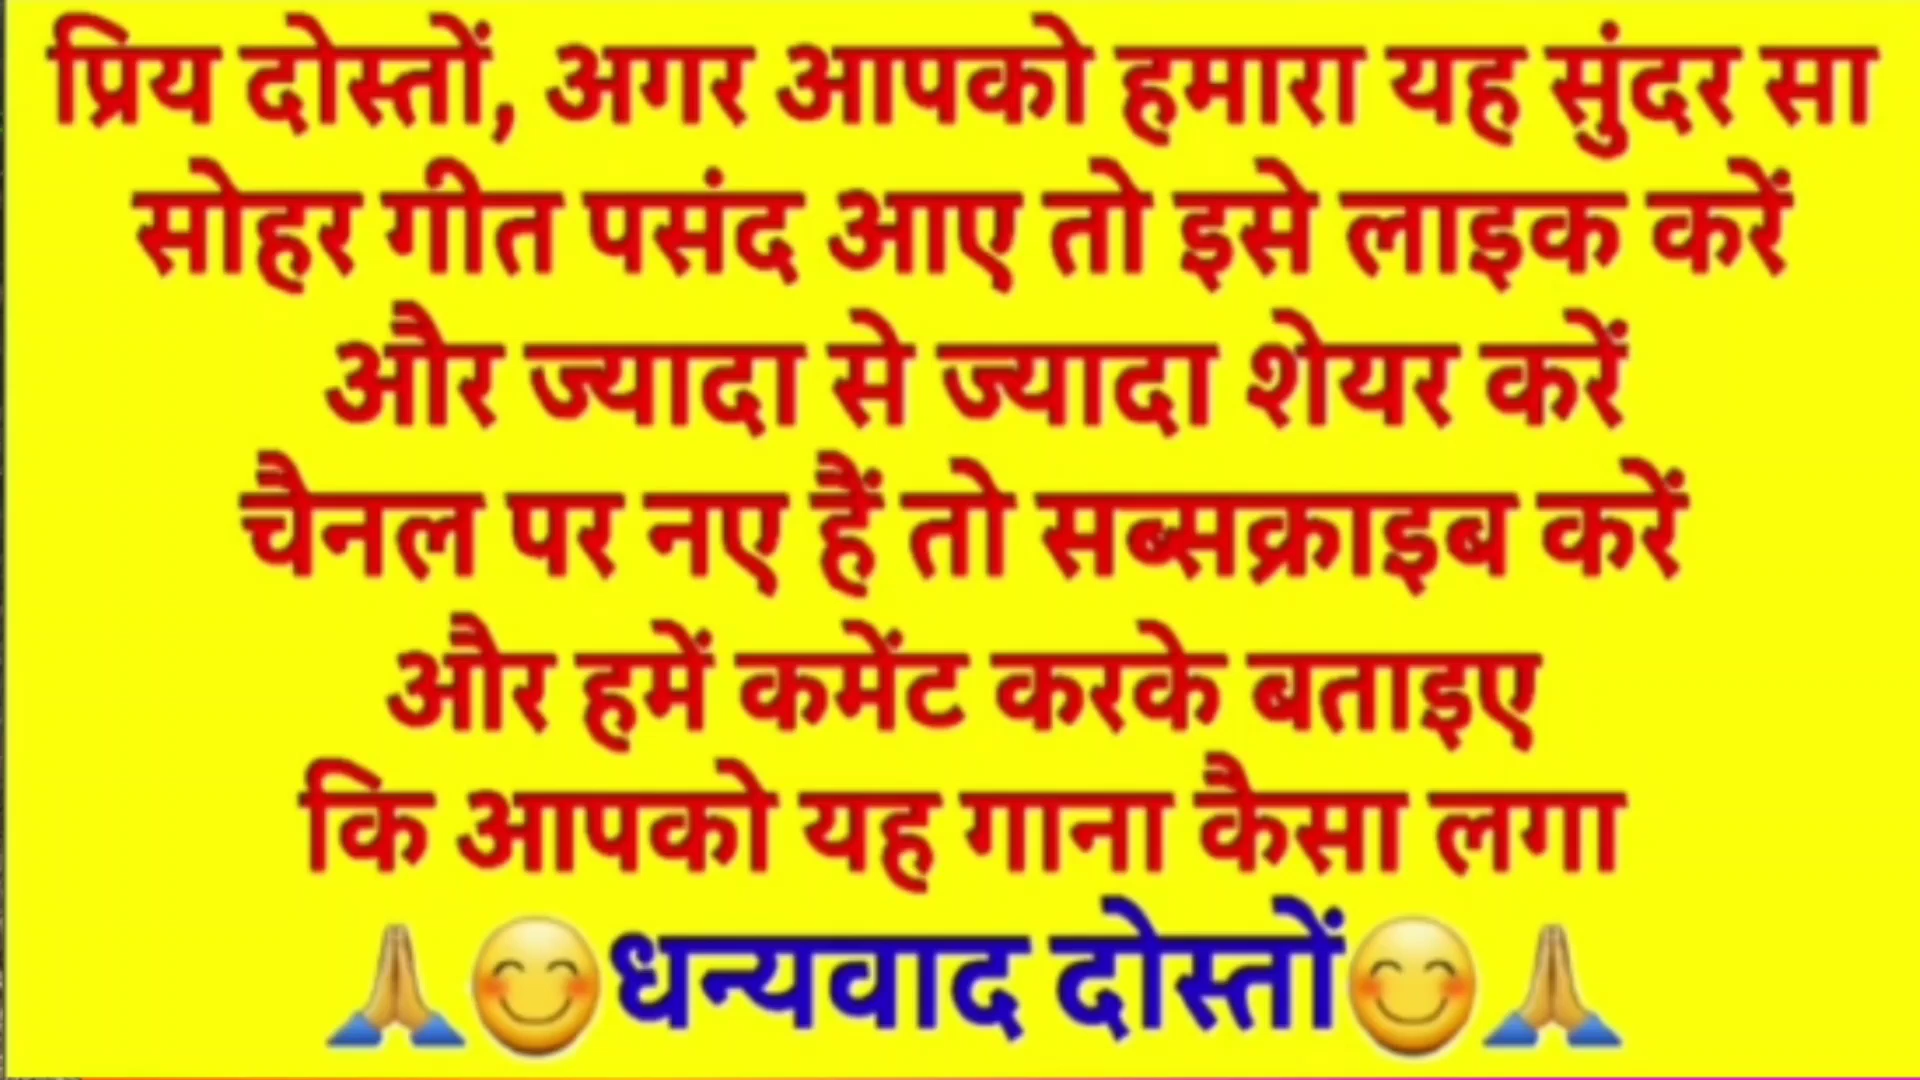 प्रिय दोस्तों, अगर आपको हमारा यह सुंदर सा
सोहर गीत पसंद आए तो इसे लाइक करें
और ज्यादा से ज्यादा शेयर करें
चैनल पर नए हैं तो सब्सक्राइब करें
और हमें कमेंट करके बताइए
कि आपको यह गाना कैसा लगा
🙏😊धन्यवाद दोस्तों😊🙏